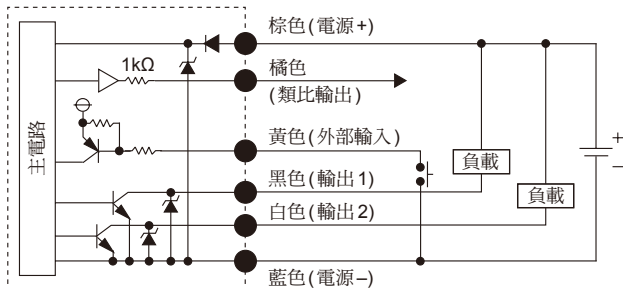 棕色(電源+)
1kΩ
橘色
(類比輸出)
主電路
黃色(外部輸入)
負載
+
−
黑色(輸出1)
白色(輸出2)
負載
藍色(電源−)